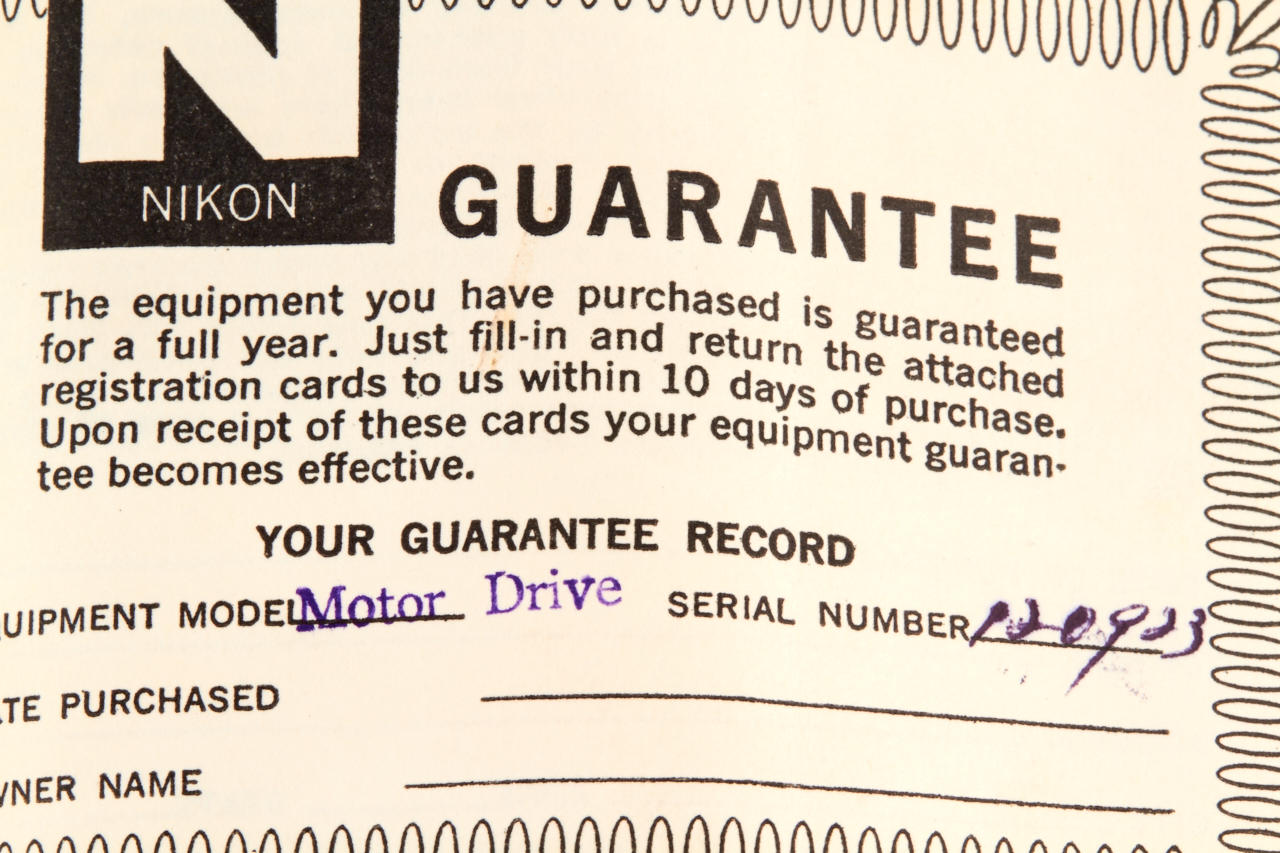 N
NIKON
GUARANTEE
The equipment you have purchased is guaranteed
for a full year. Just fill-in and return the attached
registration cards to us within 10 days of purchase.
Upon receipt of these cards your equipment guaran-
tee becomes effective.
YOUR GUARANTEE RECORD
UIPMENT MODEL Motor Drive SERIAL NUMBER 120923
TE PURCHASED
NER NAME